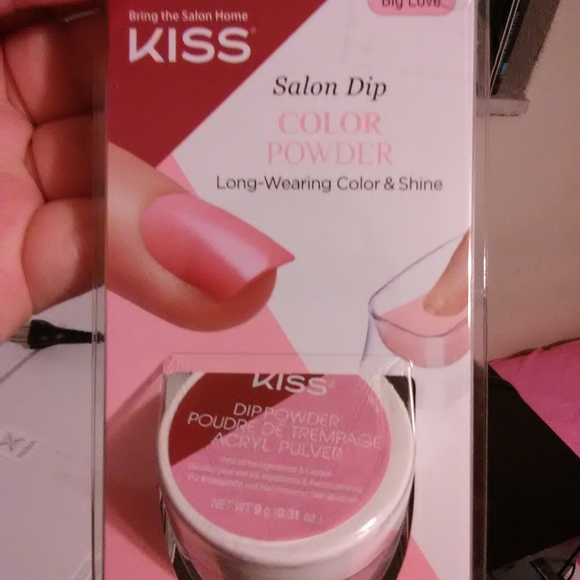 Big Love
Bring the Salon Home
KISS
Salon Dip
COLOR
POWDER
Long-Wearing Color & Shine
KISS
DIP POWDER
POUDRE DE TREMPAGE
ACRYL PULVER
NET WT 9 g (0.31 oz.)